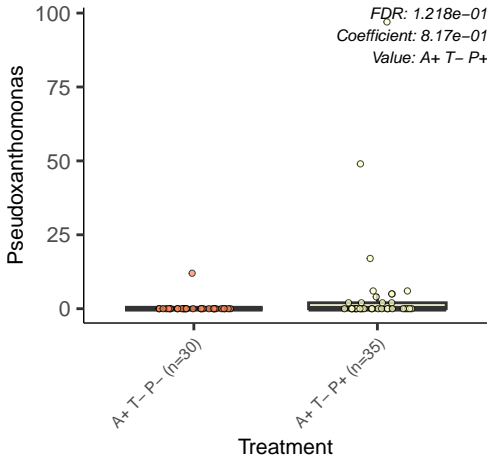 FDR: 1.218e−01
Coefficient: 8.17e−01
Value: A+ T− P+
100
75
50
25
0
Pseudoxanthomonas
A+ T− P− (n=30)
A+ T− P+ (n=35)
Treatment